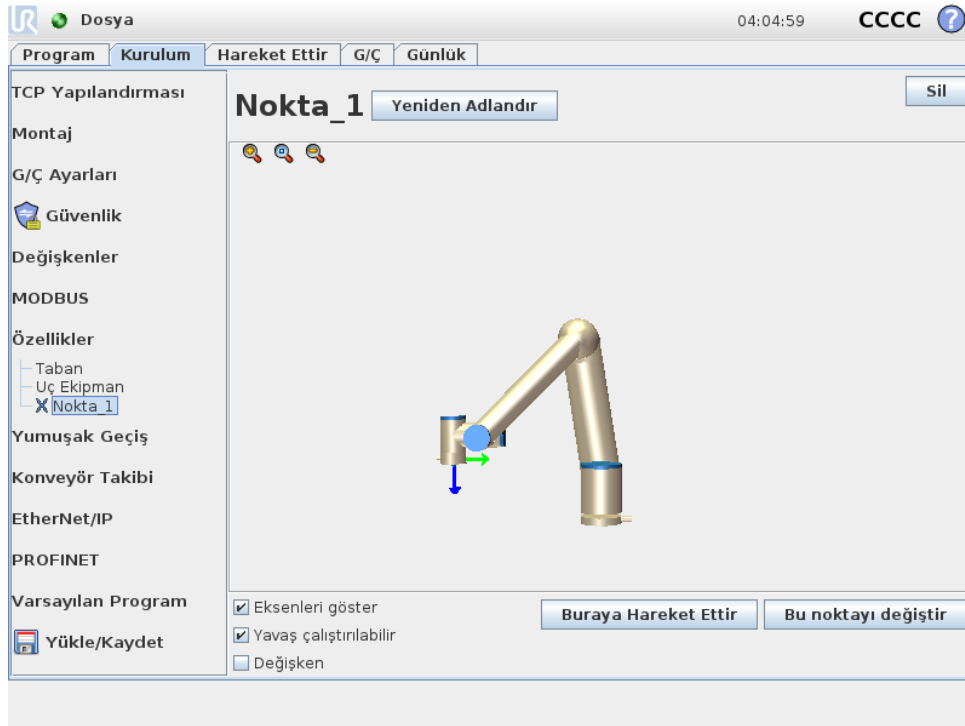 UR Dosya 04:04:59 CCCC ?
Program Kurulum Hareket Ettir G/Ç Günlük
TCP Yapılandırması
Montaj
G/Ç Ayarları
Güvenlik
Değişkenler
MODBUS
Özellikler
Taban
Uç Ekipman
Nokta_1
Yumuşak Geçiş
Konveyör Takibi
EtherNet/IP
PROFINET
Varsayılan Program
Yükle/Kaydet
Nokta_1 Yeniden Adlandır Sil
Eksenleri göster
Yavaş çalıştırılabilir
Değişken
Buraya Hareket Ettir Bu noktayı değiştir